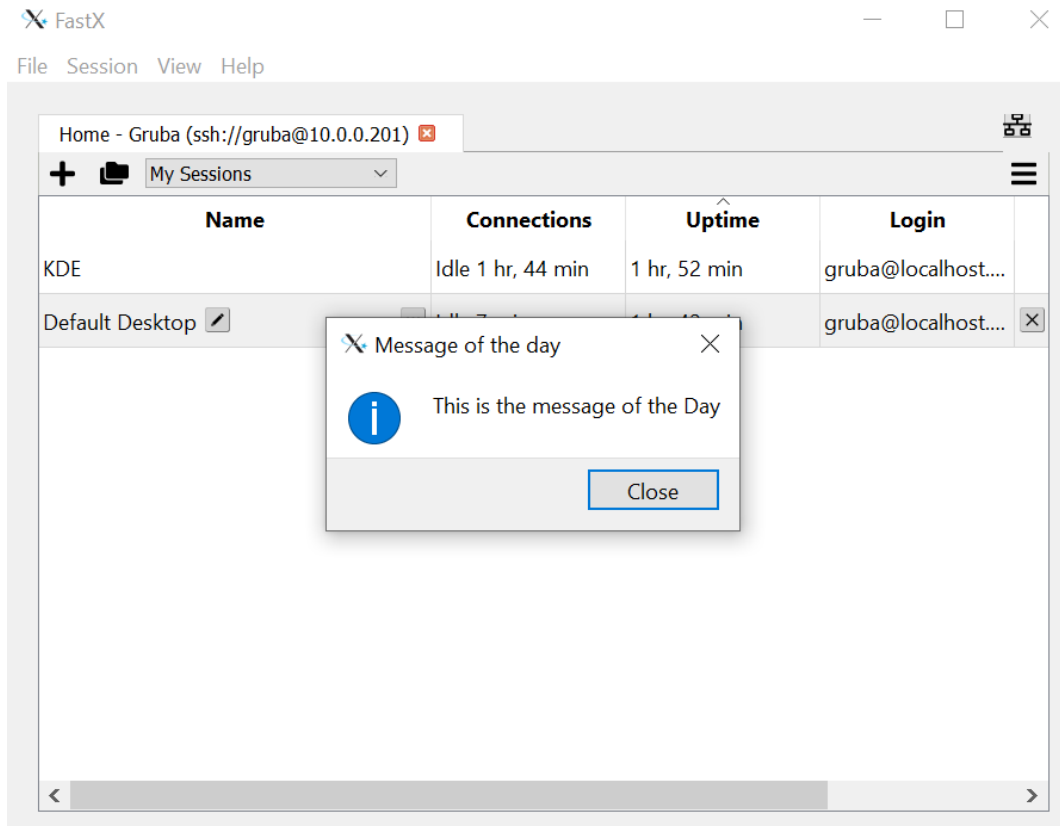 FastX
File Session View Help
Home - Gruba (ssh://gruba@10.0.0.201)
My Sessions
Name Connections Uptime Login
KDE Idle 1 hr, 44 min 1 hr, 52 min gruba@localhost....
Default Desktop gruba@localhost....
Message of the day
This is the message of the Day
Close